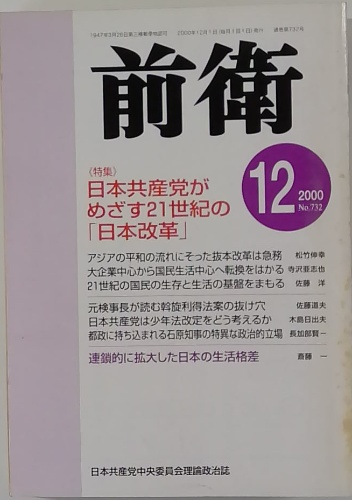 1947年5月26日第三種郵便物認可 2000年12月1日(毎月1回1日)発行 通巻第732号
前衛
12
2000
No.732
〈特集〉
日本共産党が
めざす21世紀の
「日本改革」
アジアの平和の流れにそった抜本改革は急務 松竹伸幸
大企業中心から国民生活中心へ転換をはかる 寺沢亜志也
21世紀の国民の生存と生活の基盤をまもる 佐藤 洋
元検事長が読む斡旋利得法案の抜け穴 佐藤道夫
日本共産党は少年法改定をどう考えるか 木島日出夫
都政に持ち込まれる石原知事の特異な政治的立場 長加部賢一
連鎖的に拡大した日本の生活格差 斎藤 一
日本共産党中央委員会理論政治誌